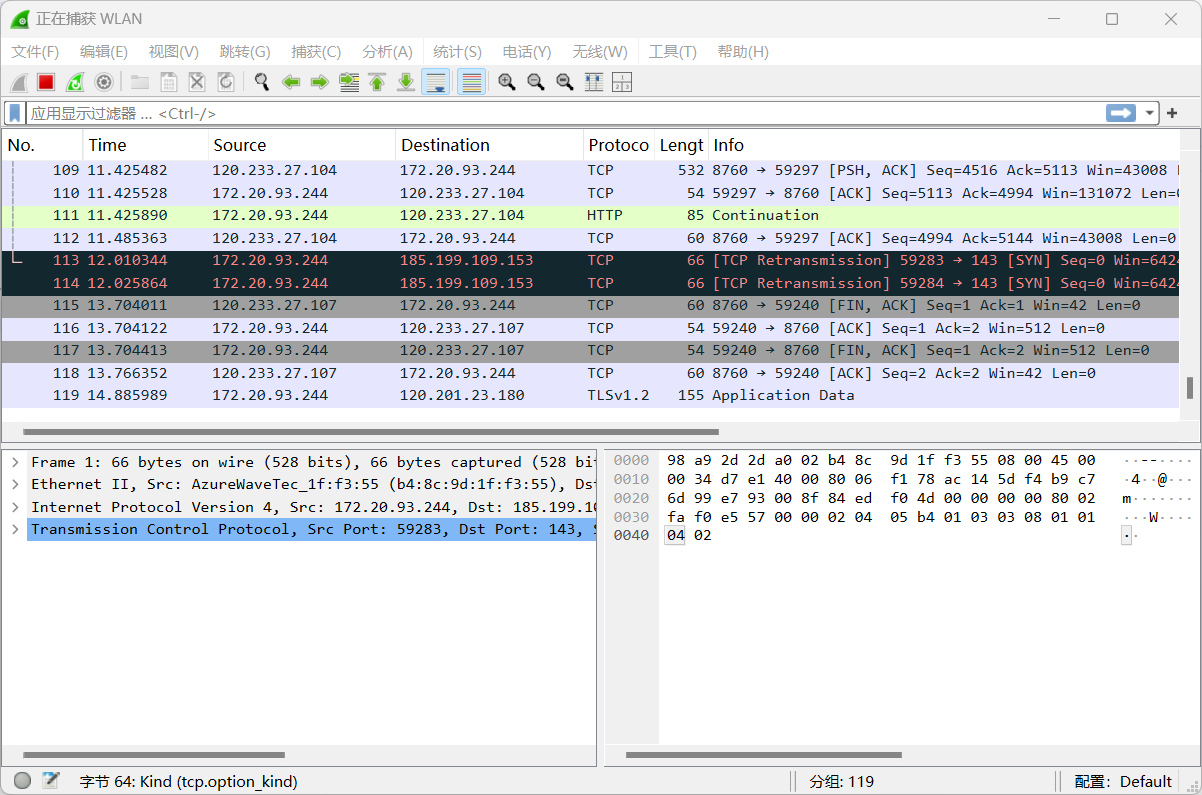 正在捕获 WLAN
文件(F) 编辑(E) 视图(V) 跳转(G) 捕获(C) 分析(A) 统计(S) 电话(Y) 无线(W) 工具(T) 帮助(H)
应用显示过滤器 … <Ctrl-/>
No. Time Source Destination Protoco Lengt Info
109 11.425482 120.233.27.104 172.20.93.244 TCP 532 8760 → 59297 [PSH, ACK] Seq=4516 Ack=5113 Win=43008
110 11.425528 172.20.93.244 120.233.27.104 TCP 54 59297 → 8760 [ACK] Seq=5113 Ack=4994 Win=131072 Len=
111 11.425890 172.20.93.244 120.233.27.104 HTTP 85 Continuation
112 11.485363 120.233.27.104 172.20.93.244 TCP 60 8760 → 59297 [ACK] Seq=4994 Ack=5144 Win=43008 Len=0
113 12.010344 172.20.93.244 185.199.109.153 TCP 66 [TCP Retransmission] 59283 → 143 [SYN] Seq=0 Win=642
114 12.025864 172.20.93.244 185.199.109.153 TCP 66 [TCP Retransmission] 59284 → 143 [SYN] Seq=0 Win=642
115 13.704011 120.233.27.107 172.20.93.244 TCP 60 8760 → 59240 [FIN, ACK] Seq=1 Ack=1 Win=42 Len=0
116 13.704122 172.20.93.244 120.233.27.107 TCP 54 59240 → 8760 [ACK] Seq=1 Ack=2 Win=512 Len=0
117 13.704413 172.20.93.244 120.233.27.107 TCP 54 59240 → 8760 [FIN, ACK] Seq=1 Ack=2 Win=512 Len=0
118 13.766352 120.233.27.107 172.20.93.244 TCP 60 8760 → 59240 [ACK] Seq=2 Ack=2 Win=42 Len=0
119 14.885989 172.20.93.244 120.201.23.180 TLSv1.2 155 Application Data
Frame 1: 66 bytes on wire (528 bits), 66 bytes captured (528 bi
Ethernet II, Src: AzureWaveTec_1f:f3:55 (b4:8c:9d:1f:f3:55), Ds
Internet Protocol Version 4, Src: 172.20.93.244, Dst: 185.199.1
Transmission Control Protocol, Src Port: 59283, Dst Port: 143,
0000 98 a9 2d 2d a0 02 b4 8c 9d 1f f3 55 08 00 45 00 ··--····
0010 00 34 d7 e1 40 00 80 06 f1 78 ac 14 5d f4 b9 c7 ·4··@···
0020 6d 99 e7 93 00 8f 84 ed f0 4d 00 00 00 00 80 02 m·······
0030 fa f0 e5 57 00 00 02 04 05 b4 01 03 03 08 01 01 ···W····
0040 04 02 ··
字节 64: Kind (tcp.option_kind) 分组: 119 配置: Default